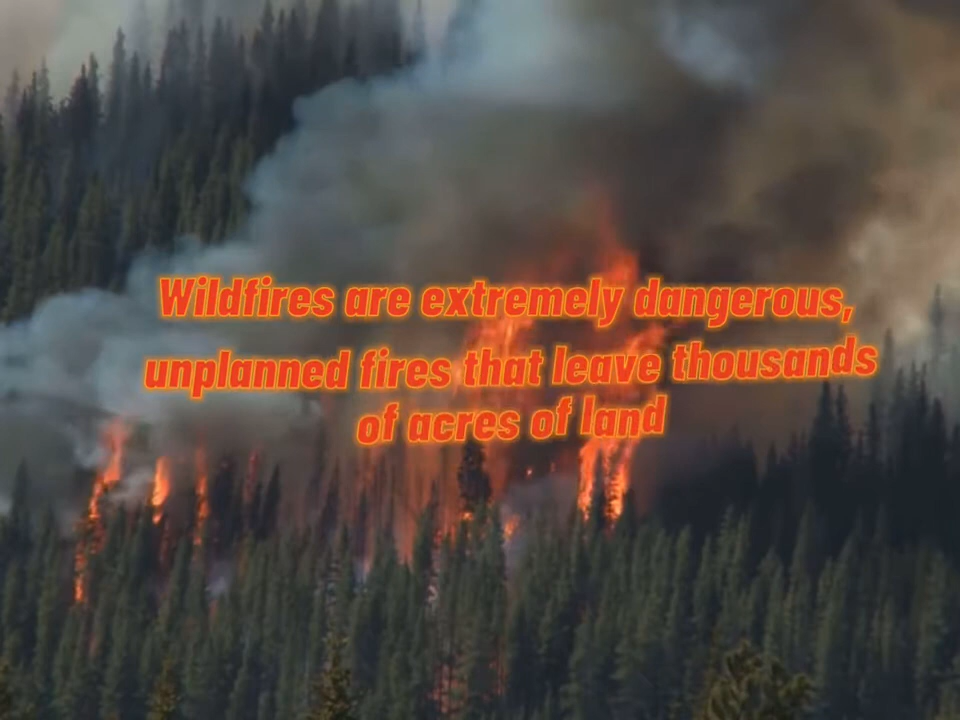 Wildfires are extremely dangerous,
unplanned fires that leave thousands
of acres of land